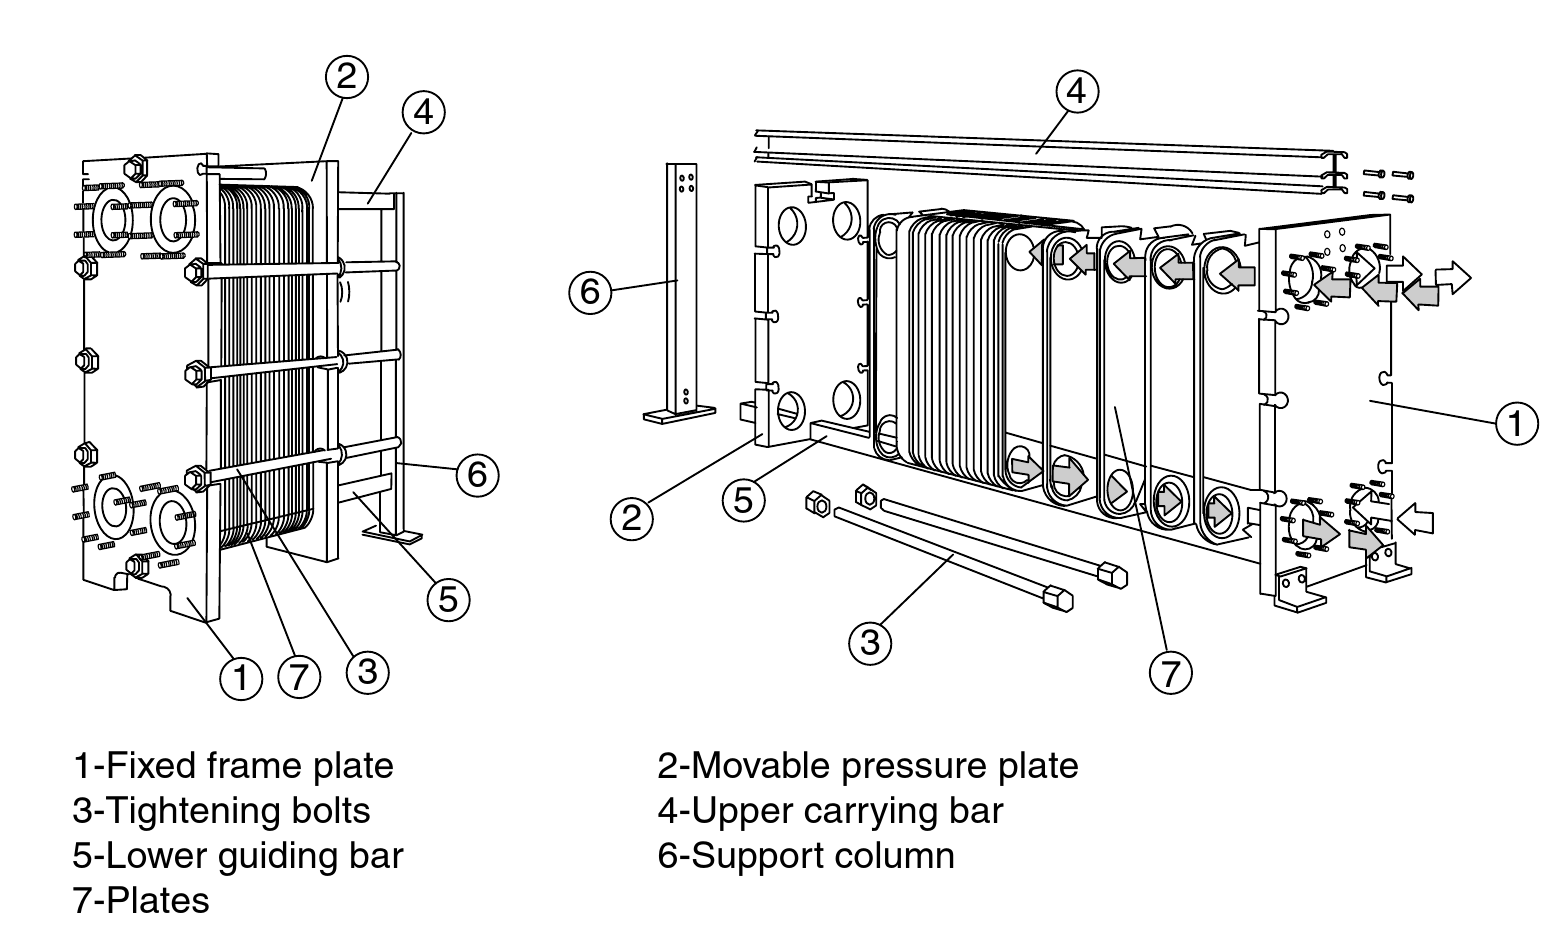 2
4
4
6
6
1
5
2
5
3
1
7
3
7
1-Fixed frame plate
2-Movable pressure plate
3-Tightening bolts
4-Upper carrying bar
5-Lower guiding bar
6-Support column
7-Plates